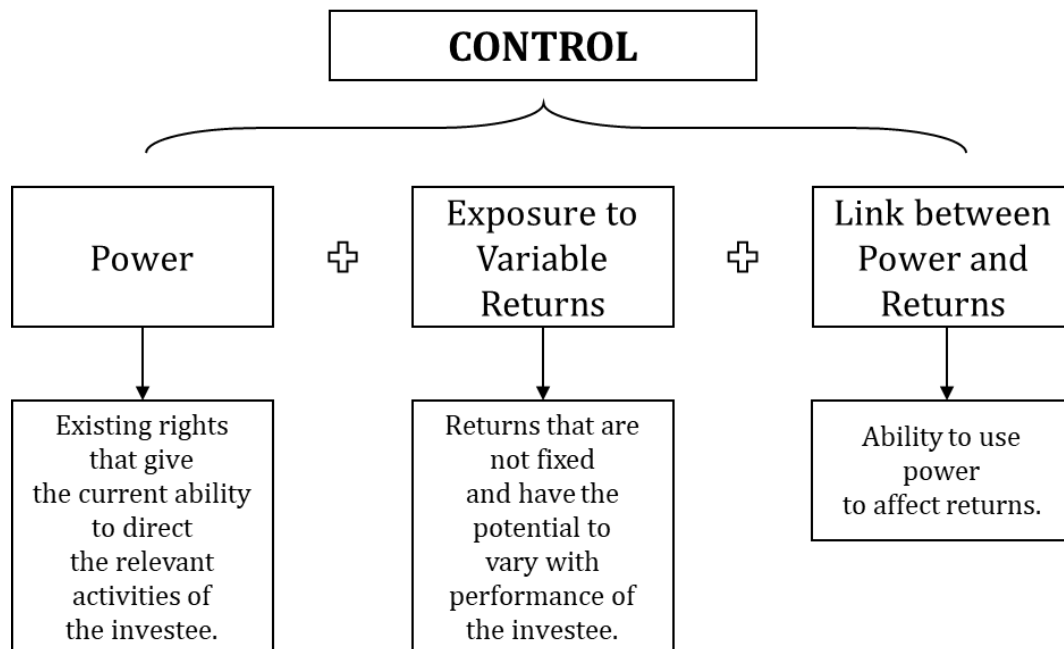 CONTROL
Power
Exposure to
Variable
Returns
Link between
Power and
Returns
Existing rights
that give
the current ability
to direct
the relevant
activities of
the investee.
Returns that are
not fixed
and have the
potential to
vary with
performance of
the investee.
Ability to use
power
to affect returns.